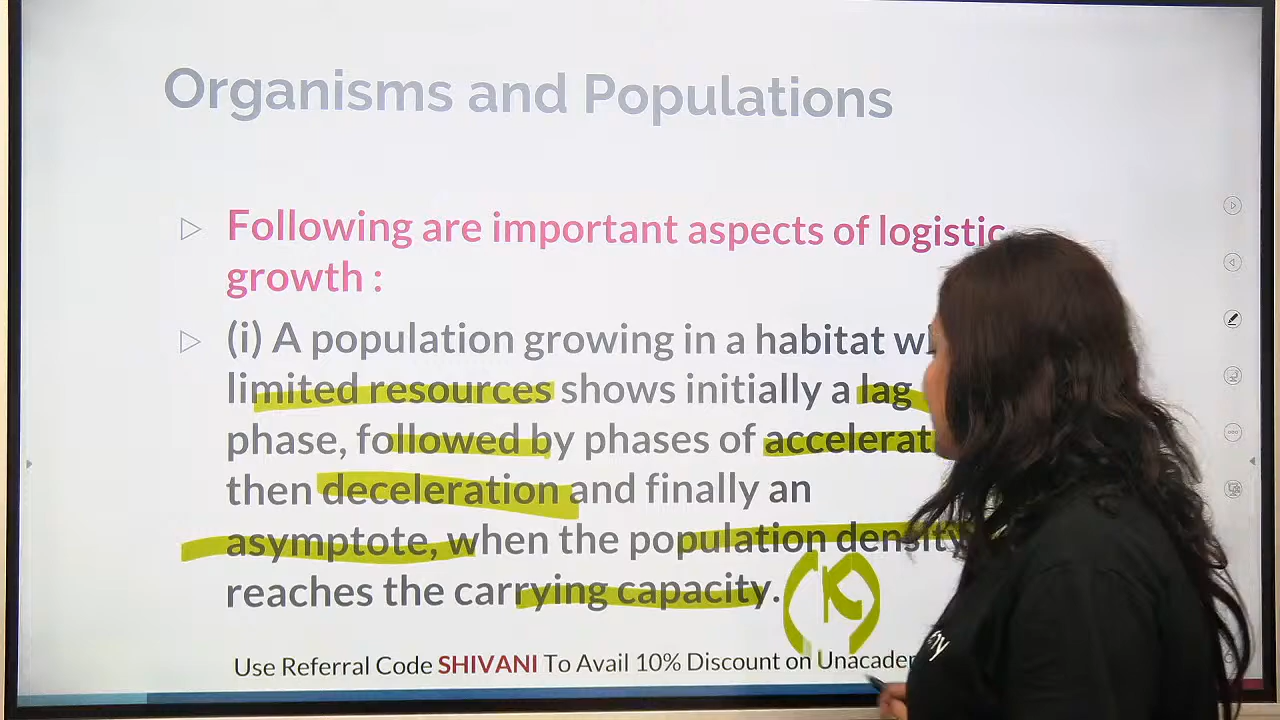 Organisms and Populations
Following are important aspects of logistic
growth :
(i) A population growing in a habitat
limited resources shows initially a lag
phase, followed by phases of
then deceleration and finally an
asymptote, when the population density
reaches the carrying capacity. (K)
Use Referral Code SHIVANI To Avail 10% Discount on